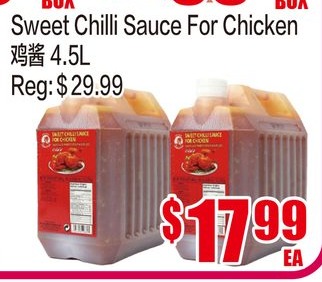 BOX
BOX
Sweet Chilli Sauce For Chicken
鸡酱 4.5L
Reg: $29.99
SWEET CHILLI SAUCE
FOR CHICKEN
SWEET CHILLI SAUCE
FOR CHICKEN
$17.99
EA